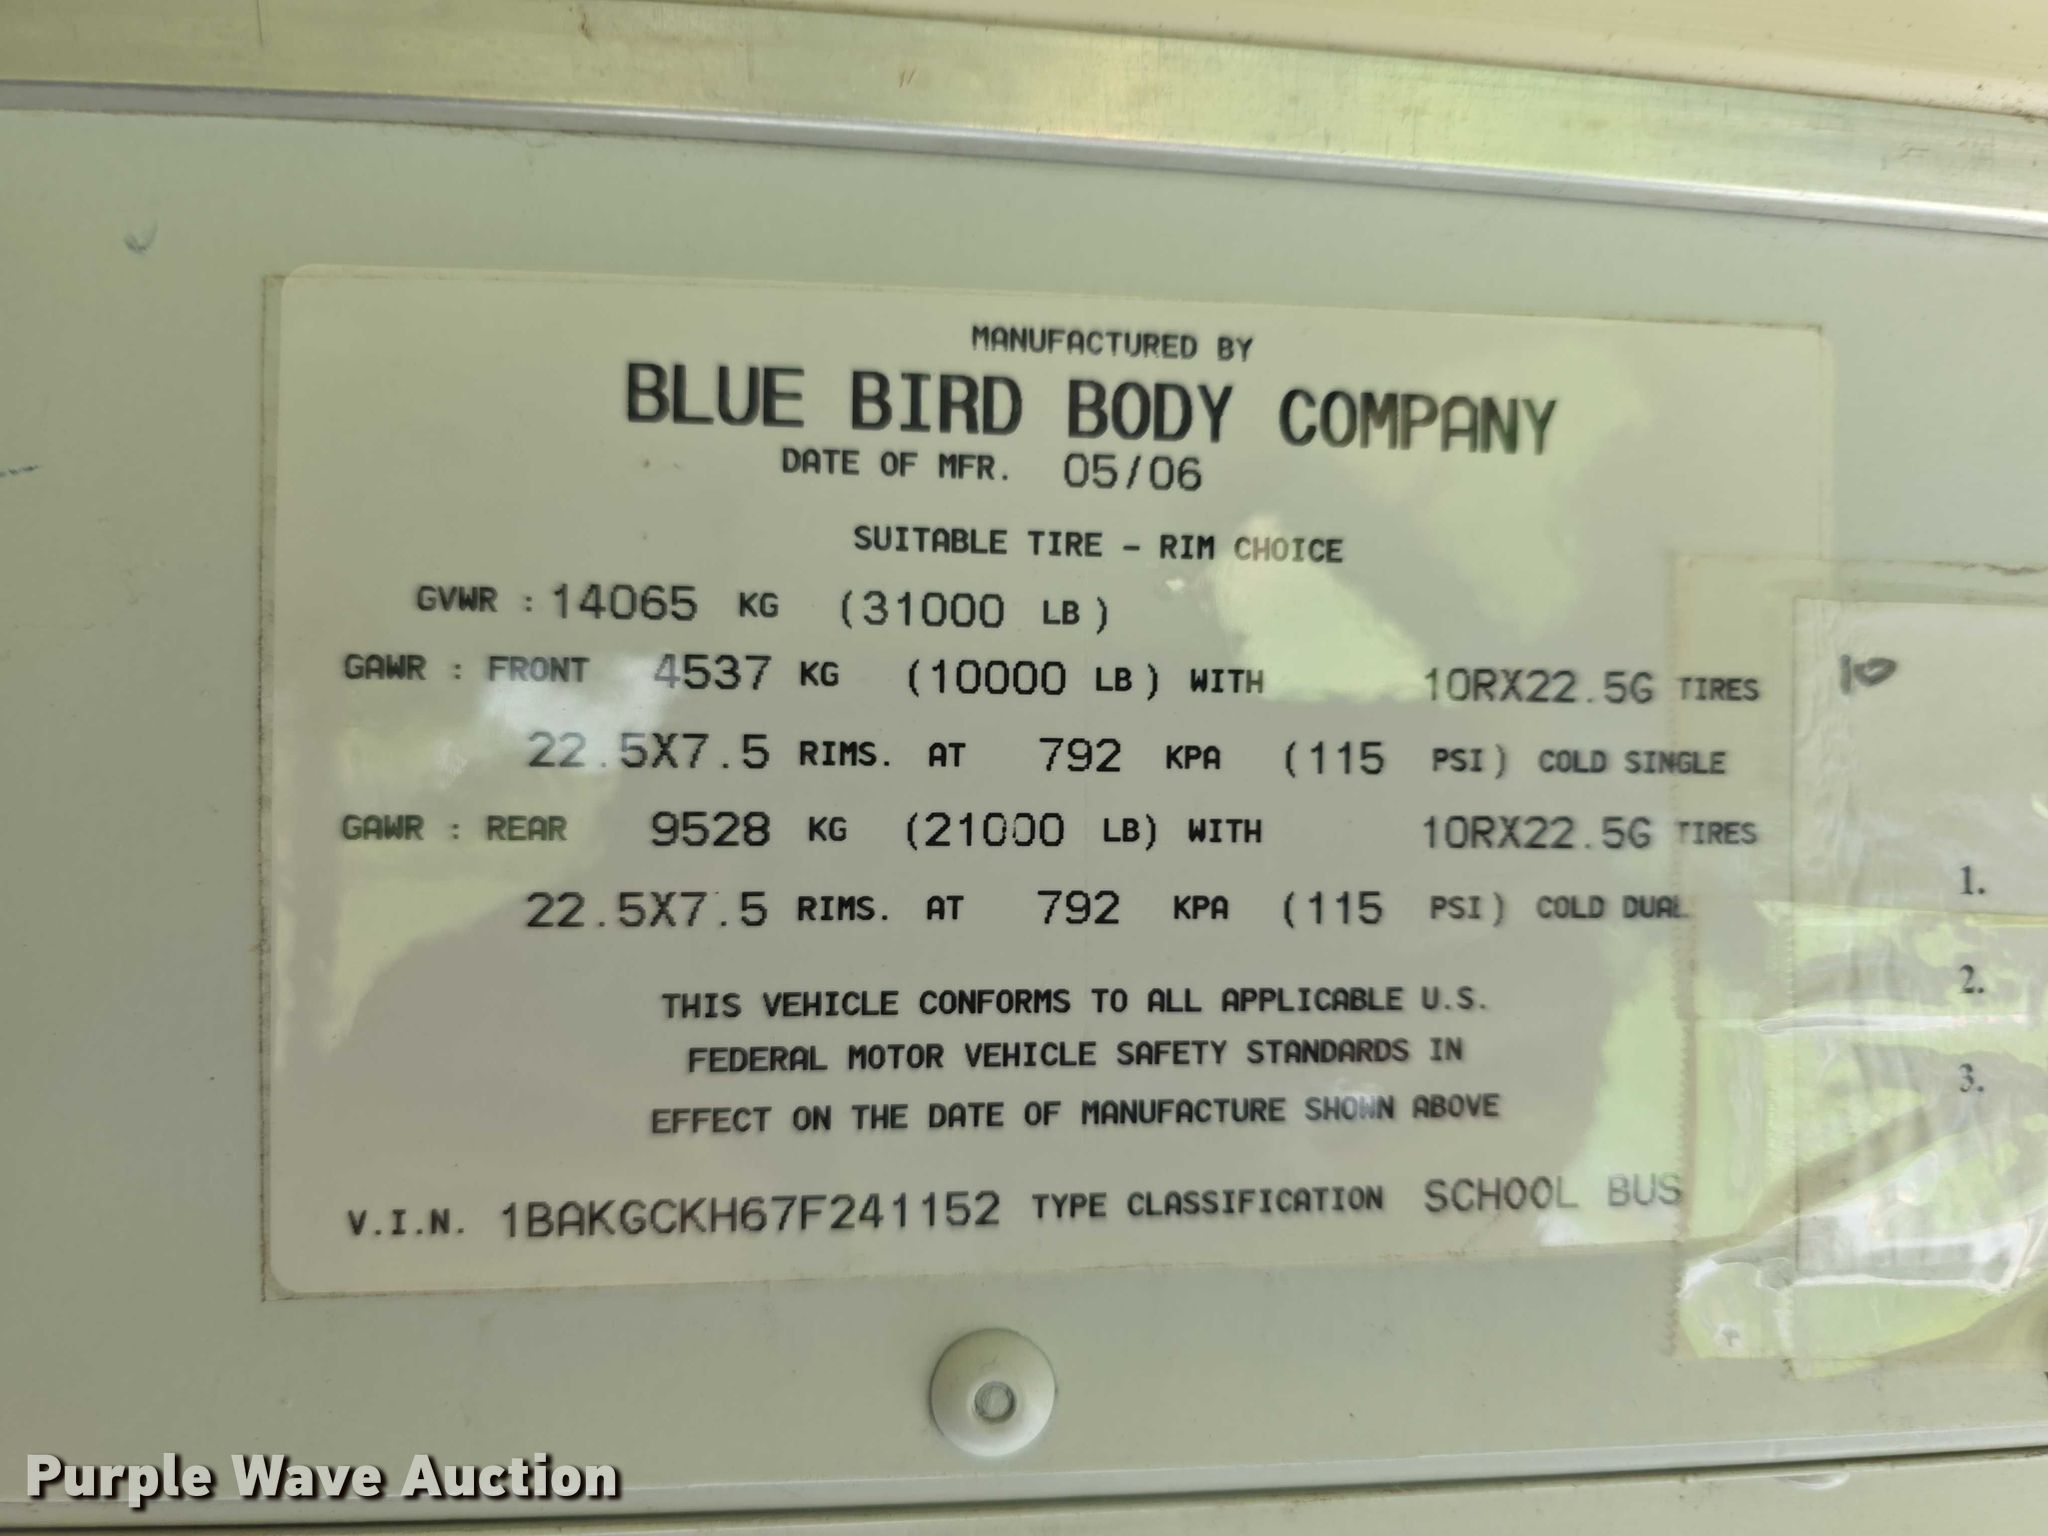 MANUFACTURED BY
BLUE BIRD BODY COMPANY
DATE OF MFR. 05/06
SUITABLE TIRE - RIM CHOICE
GVWR : 14065 KG (31000 LB)
GAWR : FRONT 4537 KG (10000 LB) WITH 10RX22.5G TIRES
22.5X7.5 RIMS. AT 792 KPA (115 PSI) COLD SINGLE
GAWR : REAR 9528 KG (21000 LB) WITH 10RX22.5G TIRES
22.5X7.5 RIMS. AT 792 KPA (115 PSI) COLD DUAL
THIS VEHICLE CONFORMS TO ALL APPLICABLE U.S.
FEDERAL MOTOR VEHICLE SAFETY STANDARDS IN
EFFECT ON THE DATE OF MANUFACTURE SHOWN ABOVE
V.I.N. 1BAKGCKH67F241152 TYPE CLASSIFICATION SCHOOL BUS
10
1.
2.
3.
Purple Wave Auction